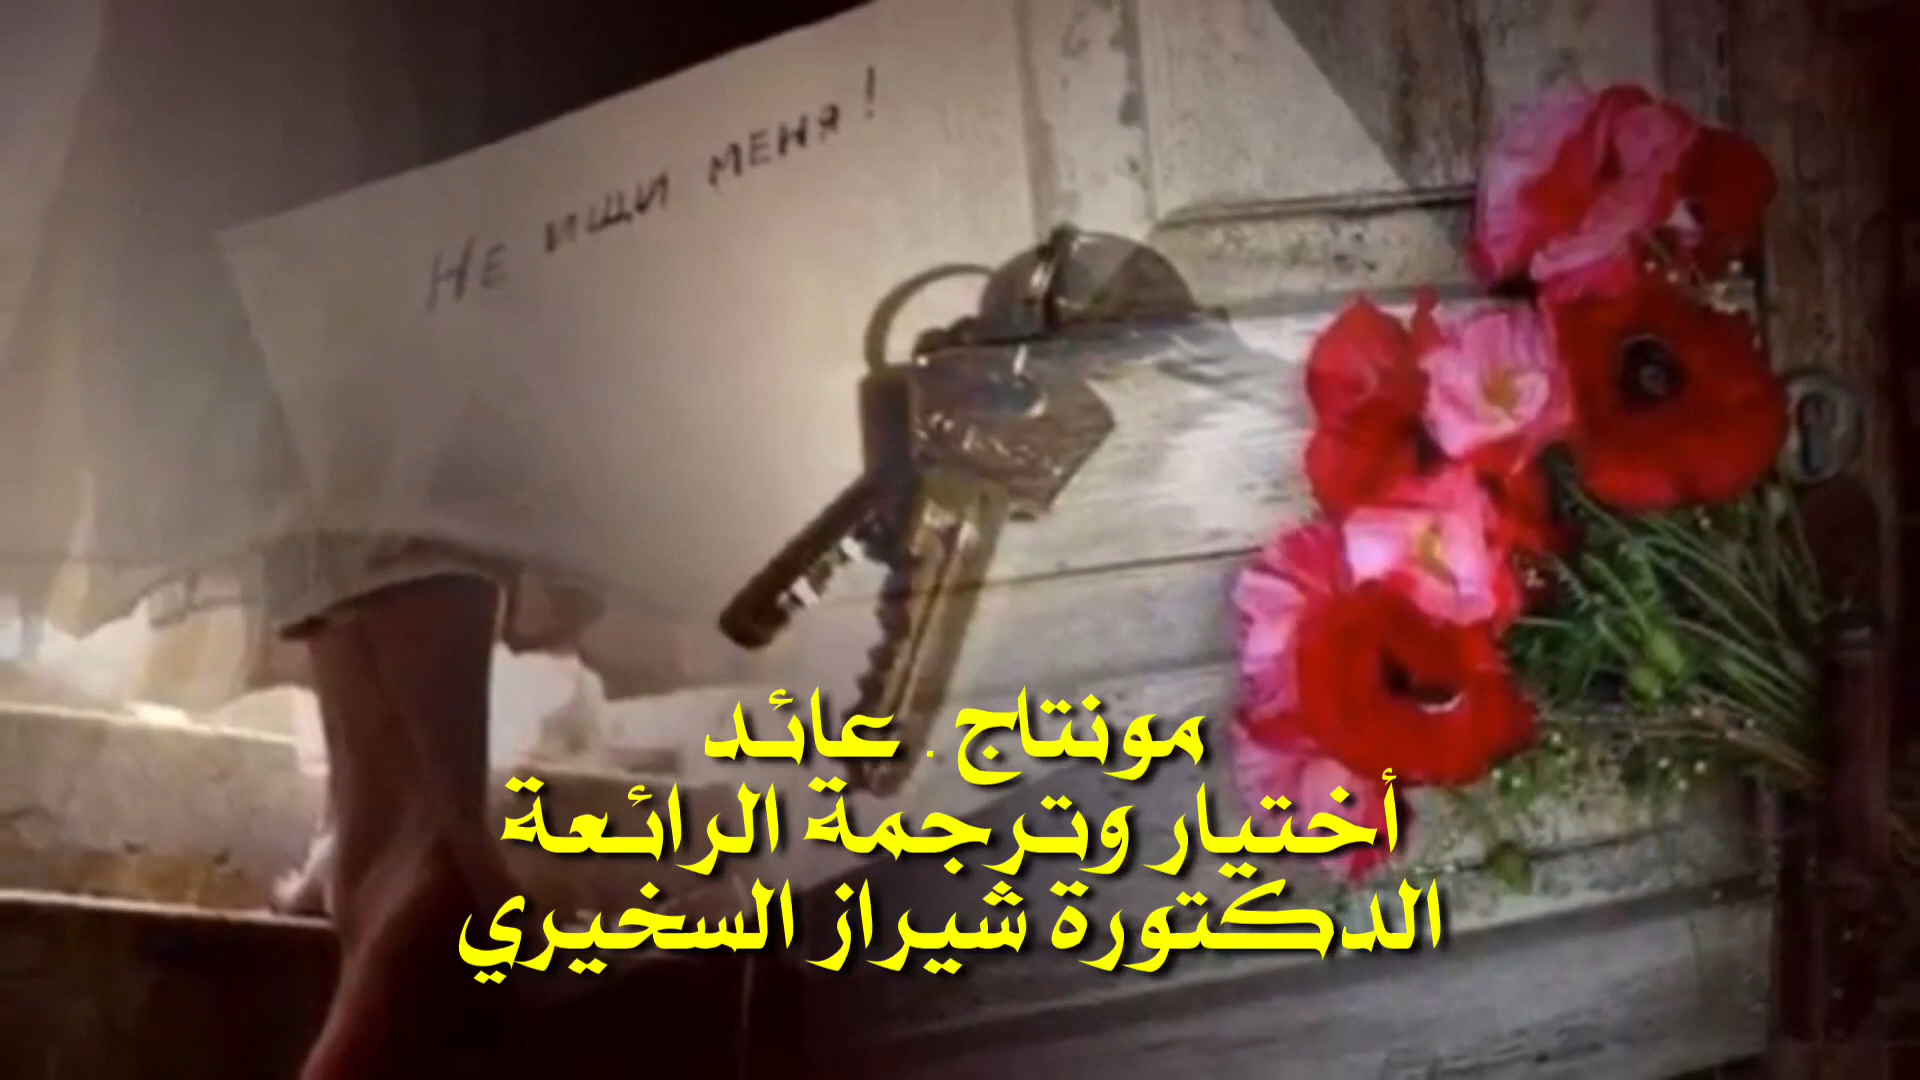 Не ищи меня!
مونتاج . عائد
أختيار وترجمة الرائعة
الدكتورة شيراز السخيري